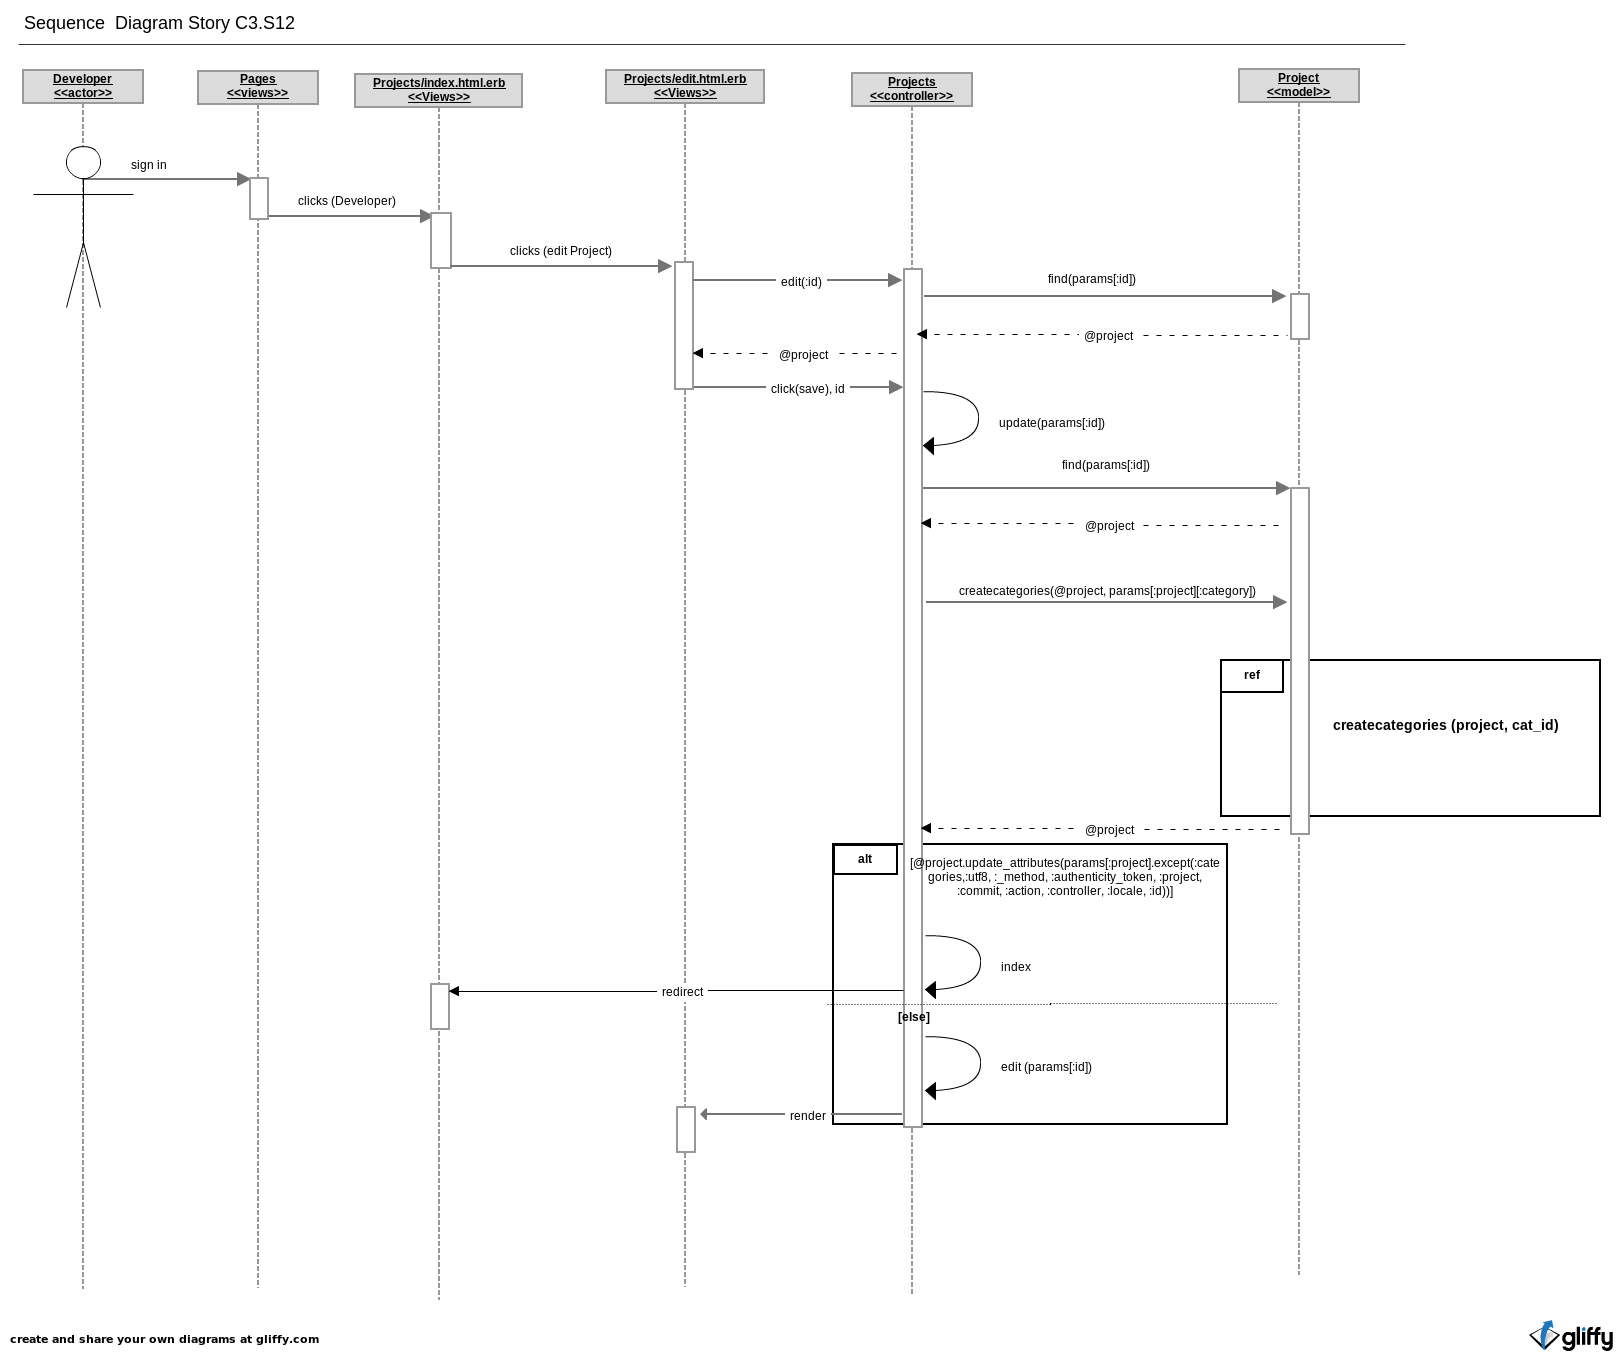 Sequence  Diagram Story C3.S12
Developer
<<actor>>
Pages
<<views>>
Projects/index.html.erb
<<Views>>
Projects/edit.html.erb
<<Views>>
Projects
<<controller>>
Project
<<model>>
sign in
clicks (Developer)
clicks (edit Project)
edit(:id)
find(params[:id])
@project
@project
click(save), id
update(params[:id])
find(params[:id])
@project
createcategories(@project, params[:project][:category])
ref
createcategories (project, cat_id)
@project
alt
[@project.update_attributes(params[:project].except(:cate
gories,:utf8, :_method, :authenticity_token, :project,
:commit, :action, :controller, :locale, :id))]
index
redirect
[else]
edit (params[:id])
render
create and share your own diagrams at gliffy.com
gliffy